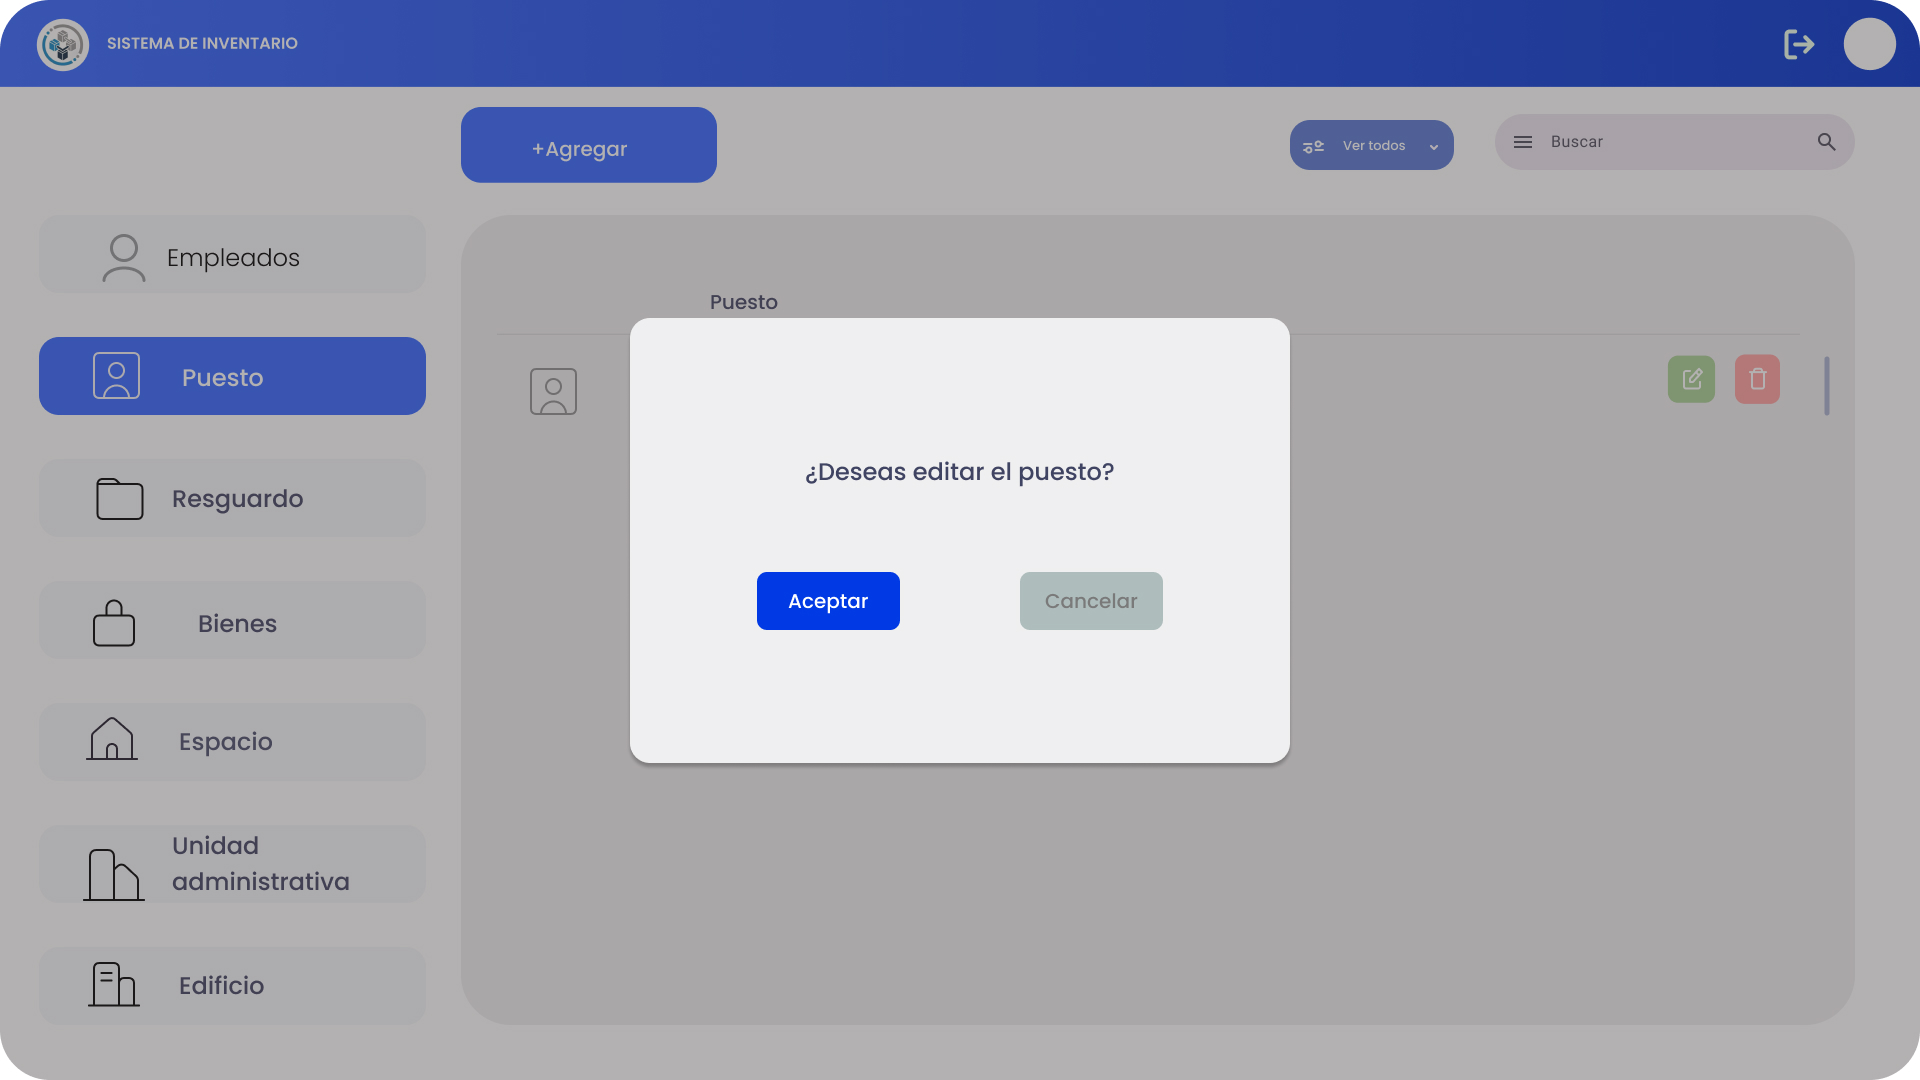 SISTEMA DE INVENTARIO
+Agregar
Ver todos
Buscar
Empleados
Puesto
Resguardo
Bienes
Espacio
Unidad
administrativa
Edificio
Puesto
¿Deseas editar el puesto?
Aceptar
Cancelar